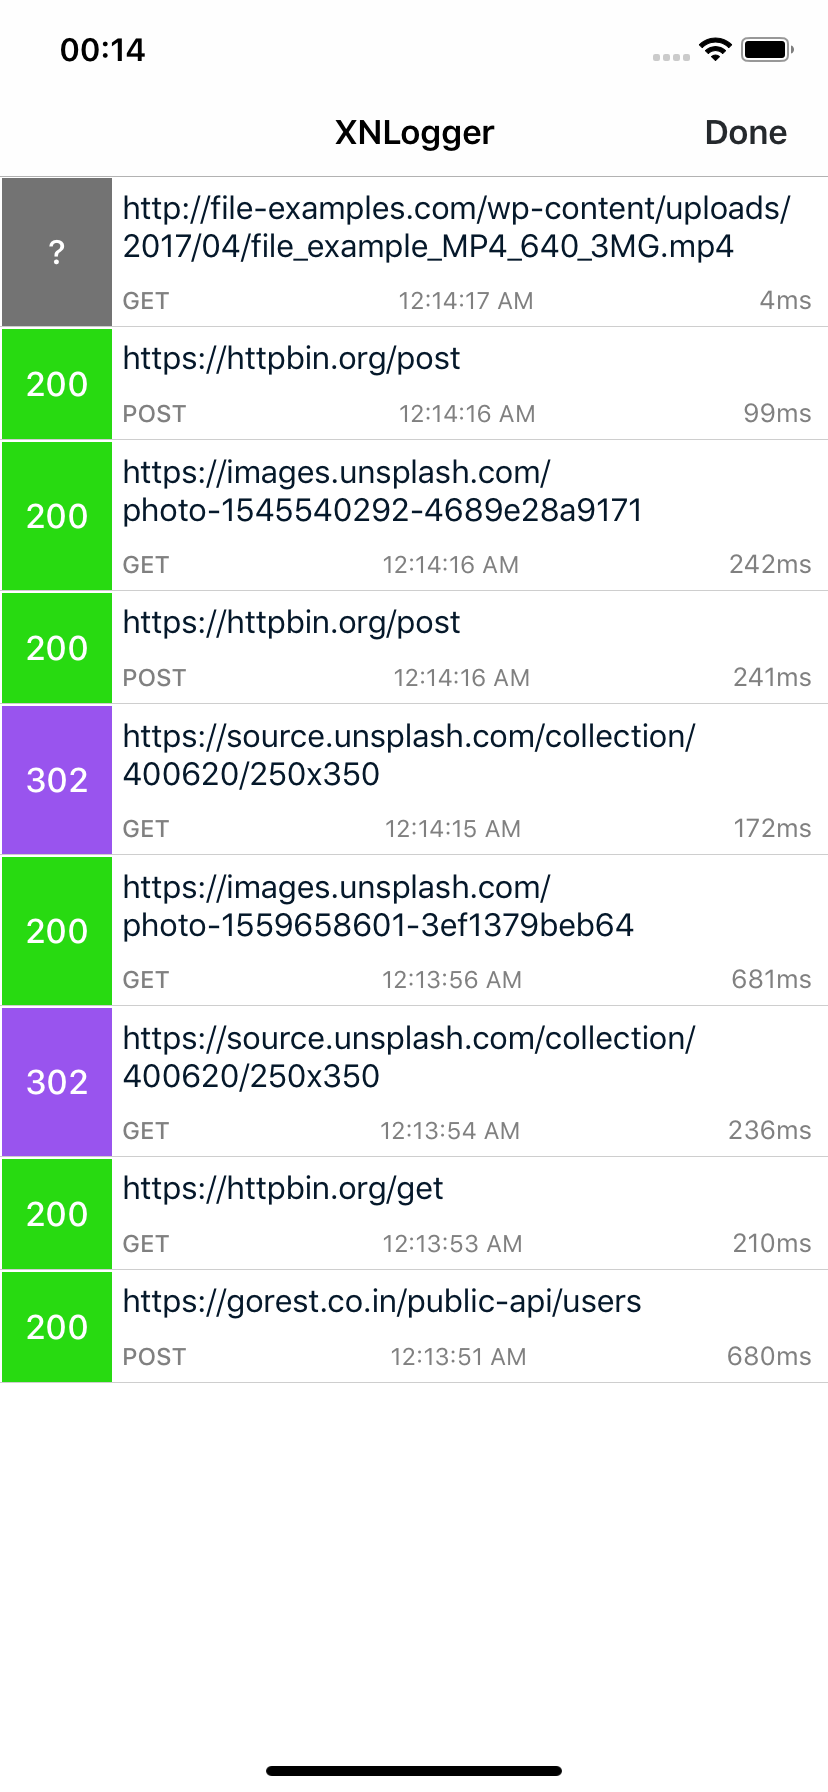 00:14
XNLogger Done
?
http://file-examples.com/wp-content/uploads/
2017/04/file_example_MP4_640_3MG.mp4
GET 12:14:17 AM 4ms
200
https://httpbin.org/post
POST 12:14:16 AM 99ms
200
https://images.unsplash.com/
photo-1545540292-4689e28a9171
GET 12:14:16 AM 242ms
200
https://httpbin.org/post
POST 12:14:16 AM 241ms
302
https://source.unsplash.com/collection/
400620/250x350
GET 12:14:15 AM 172ms
200
https://images.unsplash.com/
photo-1559658601-3ef1379beb64
GET 12:13:56 AM 681ms
302
https://source.unsplash.com/collection/
400620/250x350
GET 12:13:54 AM 236ms
200
https://httpbin.org/get
GET 12:13:53 AM 210ms
200
https://gorest.co.in/public-api/users
POST 12:13:51 AM 680ms